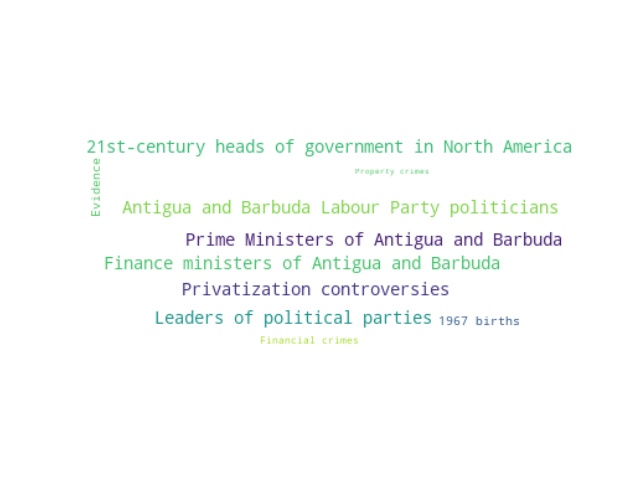 21st-century heads of government in North America
Evidence
Property crimes
Antigua and Barbuda Labour Party politicians
Prime Ministers of Antigua and Barbuda
Finance ministers of Antigua and Barbuda
Privatization controversies
Leaders of political parties
1967 births
Financial crimes